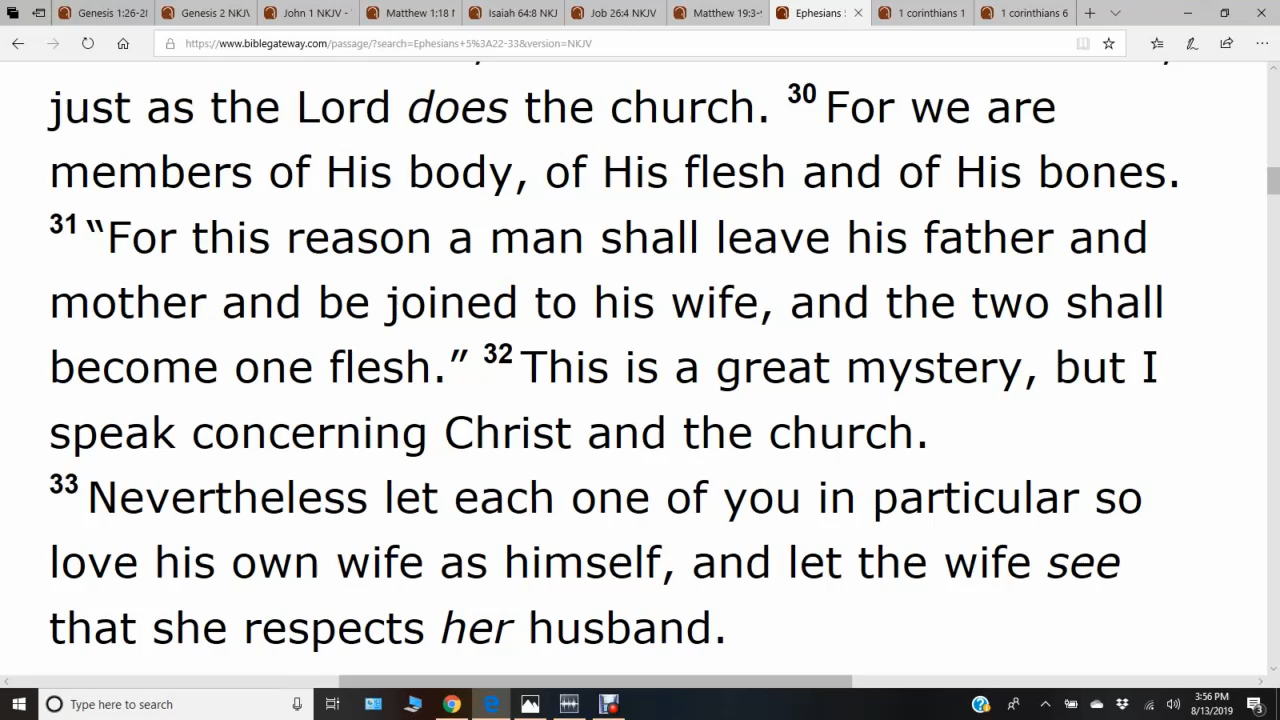 Genesis 1:26-2
Genesis 2 NKJV
John 1 NKJV -
Matthew 1:18 N
Isaiah 64:8 NKJ
Job 26:4 NKJV
Matthew 19:3-
Ephesians 5
1 corinthians 1
1 corinthians 6
https://www.biblegateway.com/passage/?search=Ephesians+5%3A22-33&version=NKJV
just as the Lord does the church. 30 For we are
members of His body, of His flesh and of His bones.
31 “For this reason a man shall leave his father and
mother and be joined to his wife, and the two shall
become one flesh.” 32 This is a great mystery, but I
speak concerning Christ and the church.
33 Nevertheless let each one of you in particular so
love his own wife as himself, and let the wife see
that she respects her husband.
Type here to search
3:56 PM
8/13/2019
3